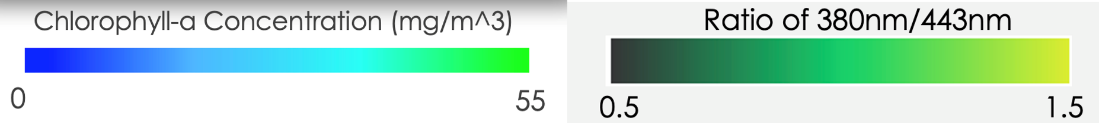 Chlorophyll-a Concentration (mg/m^3)
0 55
Ratio of 380nm/443nm
0.5 1.5